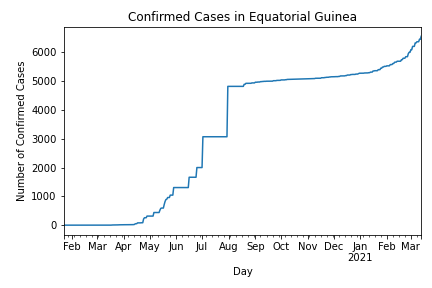 Confirmed Cases in Equatorial Guinea
Number of Confirmed Cases
6000
5000
4000
3000
2000
1000
0
Feb Mar Apr May Jun Jul Aug Sep Oct Nov Dec Jan Feb Mar
2021
Day